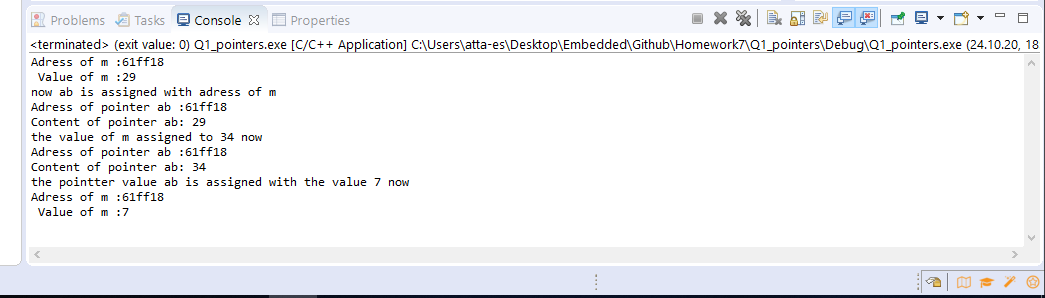 Problems Tasks Console Properties
<terminated> (exit value: 0) Q1_pointers.exe [C/C++ Application] C:\Users\atta-es\Desktop\Embedded\Github\Homework7\Q1_pointers\Debug\Q1_pointers.exe (24.10.20, 18
Adress of m :61ff18
 Value of m :29
now ab is assigned with adress of m
Adress of pointer ab :61ff18
Content of pointer ab: 29
the value of m assigned to 34 now
Adress of pointer ab :61ff18
Content of pointer ab: 34
the pointter value ab is assigned with the value 7 now
Adress of m :61ff18
 Value of m :7